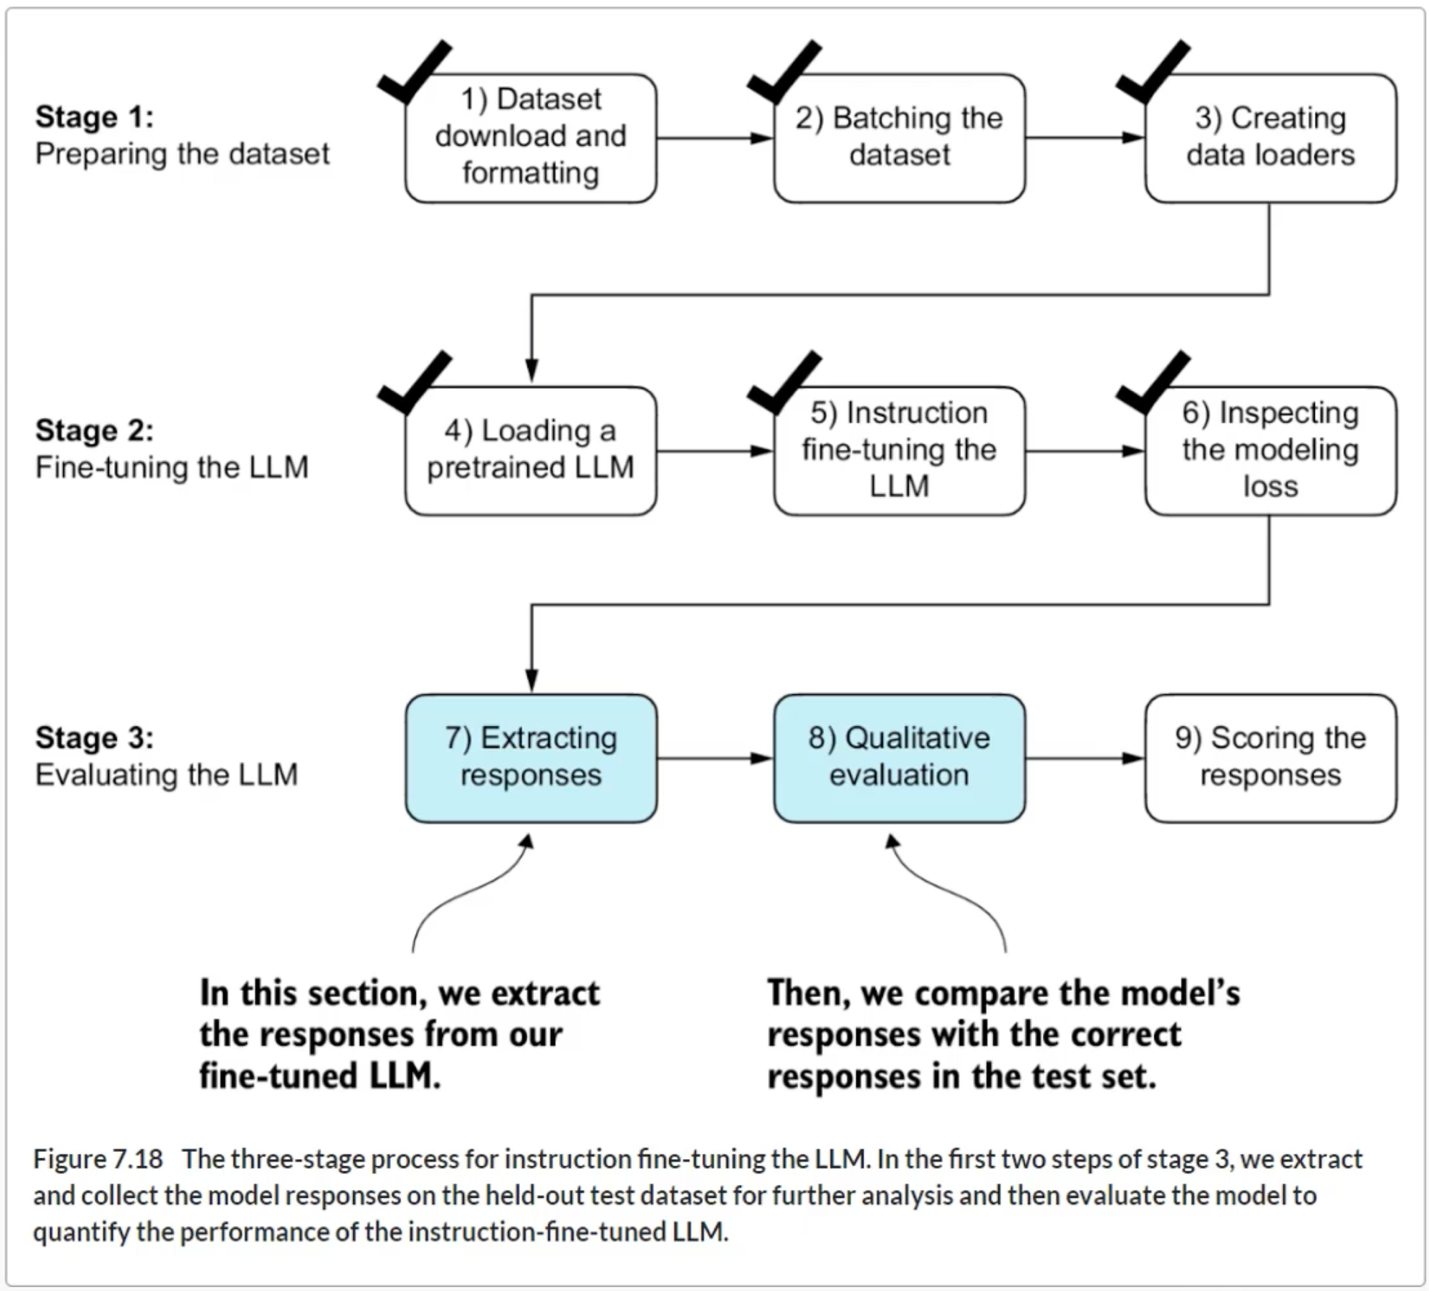 Stage 1:
Preparing the dataset
1) Dataset
download and
formatting
2) Batching the
dataset
3) Creating
data loaders
Stage 2:
Fine-tuning the LLM
4) Loading a
pretrained LLM
5) Instruction
fine-tuning the
LLM
6) Inspecting
the modeling
loss
Stage 3:
Evaluating the LLM
7) Extracting
responses
8) Qualitative
evaluation
9) Scoring the
responses
In this section, we extract
the responses from our
fine-tuned LLM.
Then, we compare the model's
responses with the correct
responses in the test set.
Figure 7.18 The three-stage process for instruction fine-tuning the LLM. In the first two steps of stage 3, we extract
and collect the model responses on the held-out test dataset for further analysis and then evaluate the model to
quantify the performance of the instruction-fine-tuned LLM.